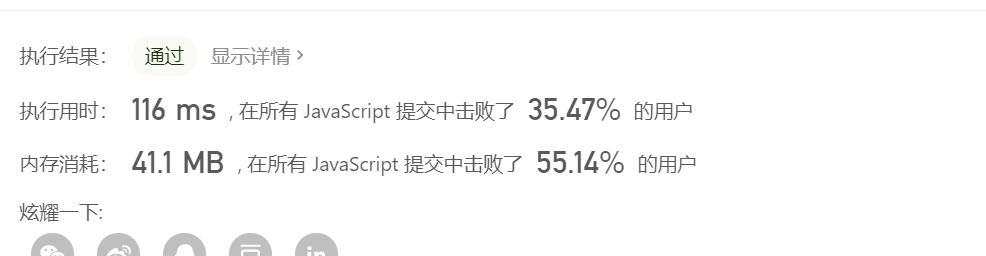 执行结果： 通过 显示详情 >
执行用时： 116 ms , 在所有 JavaScript 提交中击败了 35.47% 的用户
内存消耗： 41.1 MB , 在所有 JavaScript 提交中击败了 55.14% 的用户
炫耀一下:
in